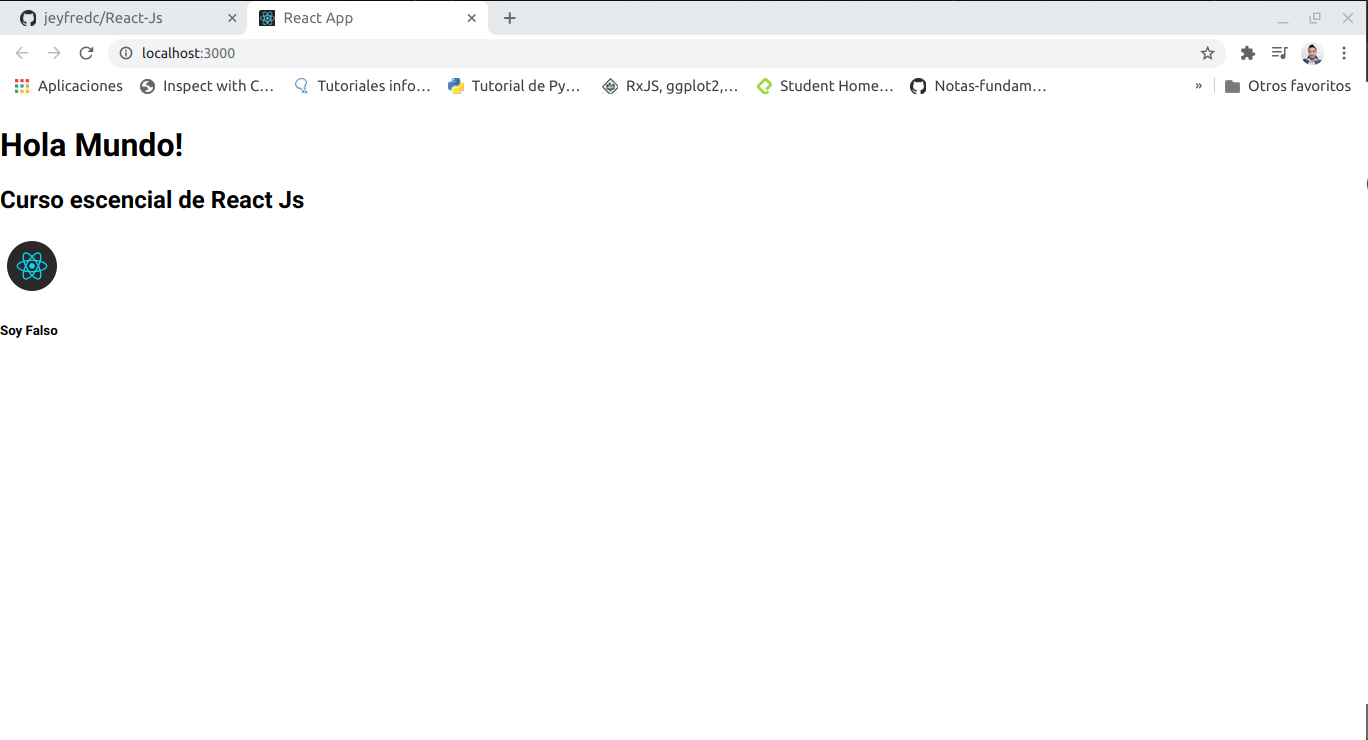 jeyfredc/React-Js React App
localhost:3000
Aplicaciones Inspect with C... Tutoriales info... Tutorial de Py... RxJS, ggplot2,... Student Home... Notas-fundam... » Otros favoritos
Hola Mundo!
Curso escencial de React Js
Soy Falso